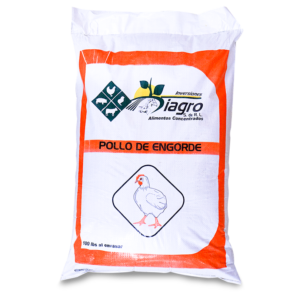 Inversiones
Diagro
S. de R. L.
Alimentos Concentrados
POLLO DE ENGORDE
100 lbs. al envasar